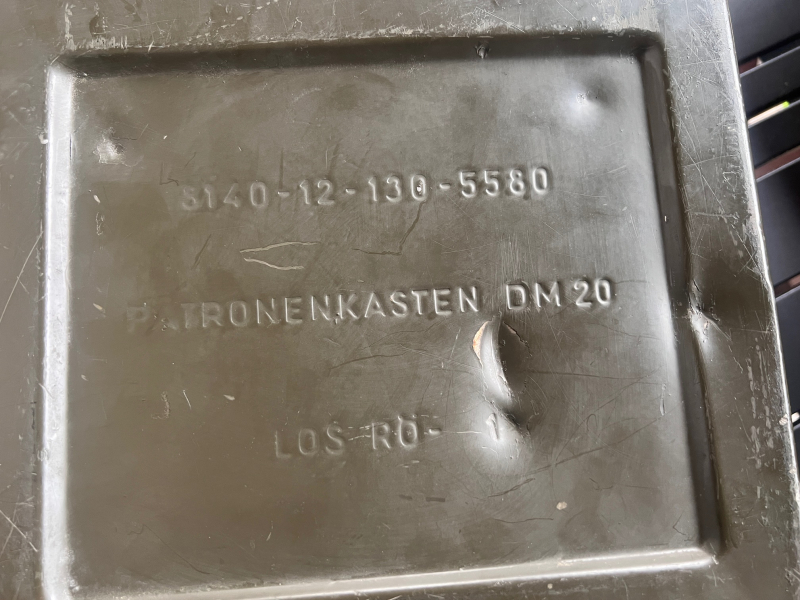 8140-12-130-5580
PATRONENKASTEN DM 20
LOS RÖ- 1